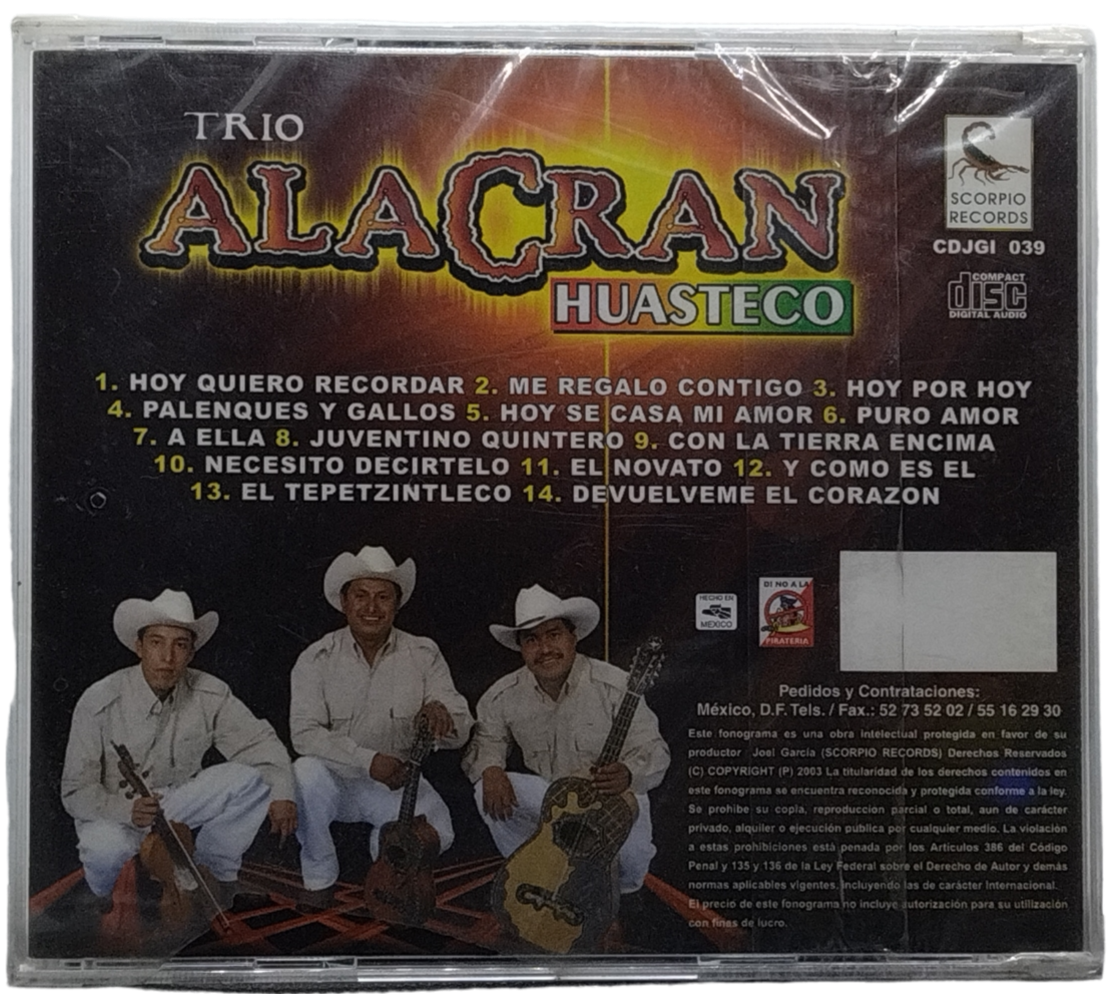 TRIO
ALACRAN
HUASTECO
SCORPIO
RECORDS
CDJGI 039
COMPACT
disc
DIGITAL AUDIO
1. HOY QUIERO RECORDAR 2. ME REGALO CONTIGO 3. HOY POR HOY
4. PALENQUES Y GALLOS 5. HOY SE CASA MI AMOR 6. PURO AMOR
7. A ELLA 8. JUVENTINO QUINTERO 9. CON LA TIERRA ENCIMA
10. NECESITO DECIRTELO 11. EL NOVATO 12. Y COMO ES EL
13. EL TEPETZINTLECO 14. DEVUELVEME EL CORAZON
HECHO EN
MEXICO
DI NO A LA
PIRATERIA
Pedidos y Contrataciones:
México, D.F. Tels. / Fax.: 52 73 52 02 / 55 16 29 30
Este fonograma es una obra intelectual protegida en favor de su
productor Joel García (SCORPIO RECORDS) Derechos Reservados
(C) COPYRIGHT (P) 2003 La titularidad de los derechos contenidos en
este fonograma se encuentra reconocida y protegida conforme a la ley.
Se prohibe su copia, reproducción parcial o total, aun de carácter
privado, alquiler o ejecución pública por cualquier medio. La violación
a estas prohibiciones está penada por los Artículos 386 del Código
Penal y 135 y 136 de la Ley Federal sobre el Derecho de Autor y demás
normas aplicables vigentes, incluyendo las de carácter Internacional.
El precio de este fonograma no incluye autorización para su utilización
con fines de lucro.